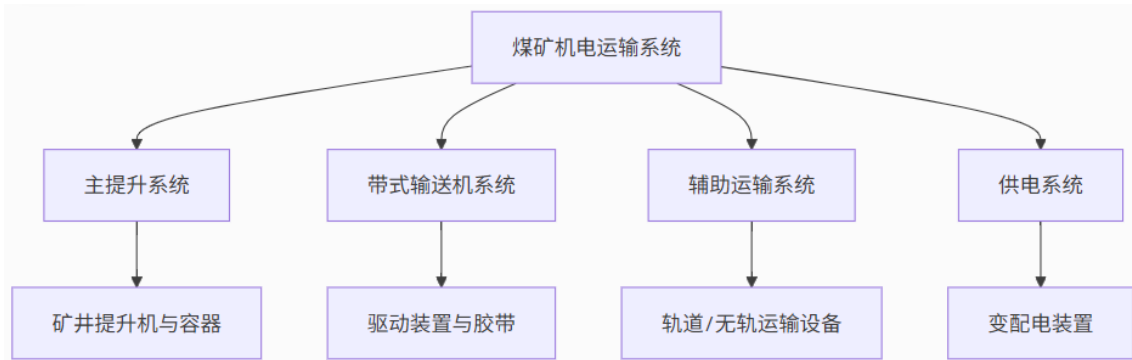 煤矿机电运输系统
主提升系统
带式输送机系统
辅助运输系统
供电系统
矿井提升机与容器
驱动装置与胶带
轨道/无轨运输设备
变配电装置